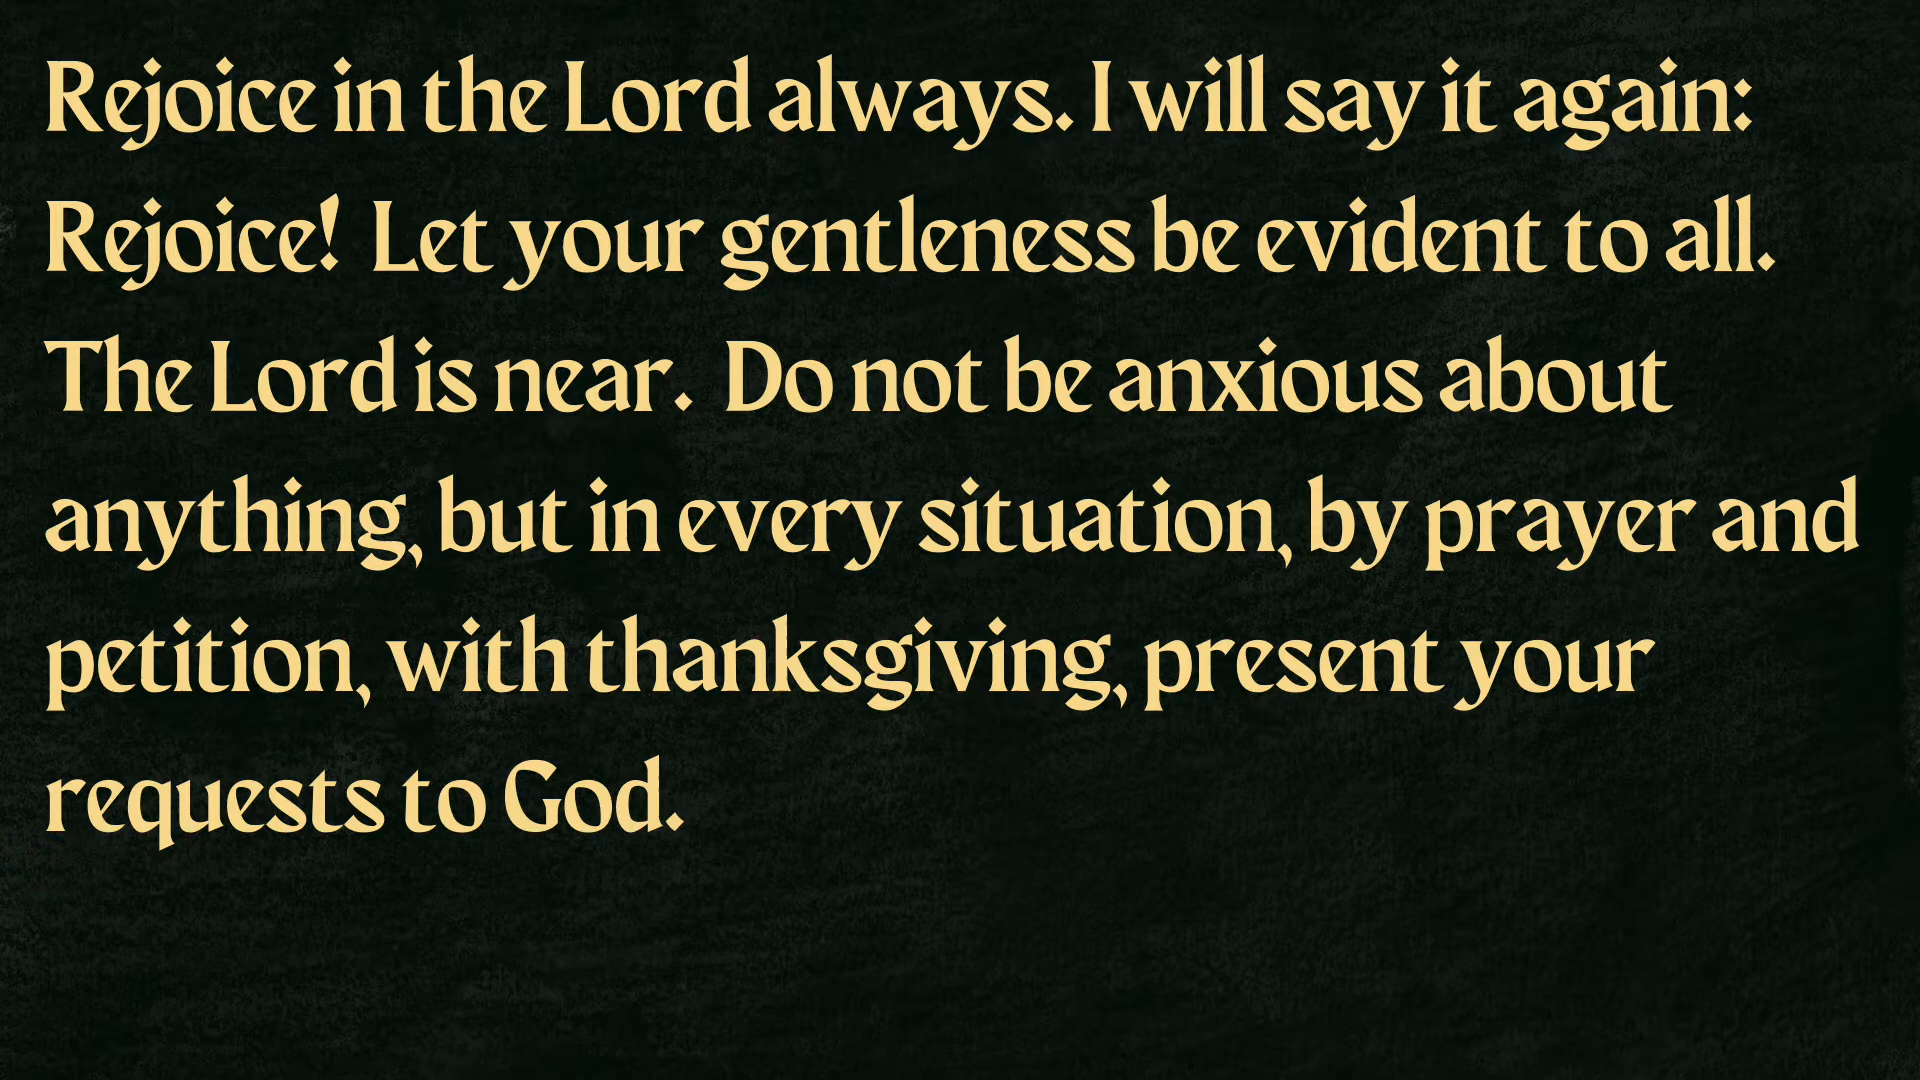 Rejoice in the Lord always. I will say it again:
Rejoice! Let your gentleness be evident to all.
The Lord is near. Do not be anxious about
anything, but in every situation, by prayer and
petition, with thanksgiving, present your
requests to God.